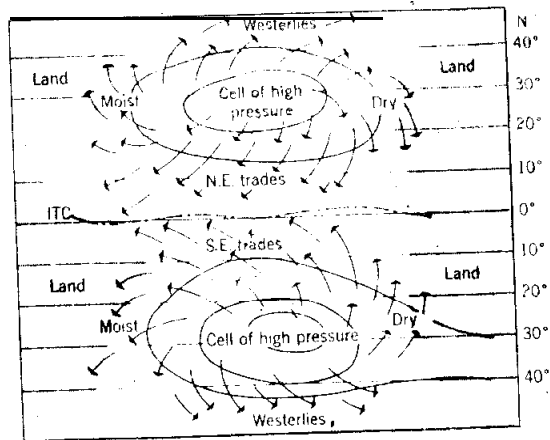 Westerlies
N
40°
Land
Land
30°
Moist
Cell of high
pressure
Dry
20°
10°
N.E. trades
ITC
0°
S.E. trades
10°
Land
Land
20°
Moist
Dry
Cell of high pressure
30°
40°
Westerlies